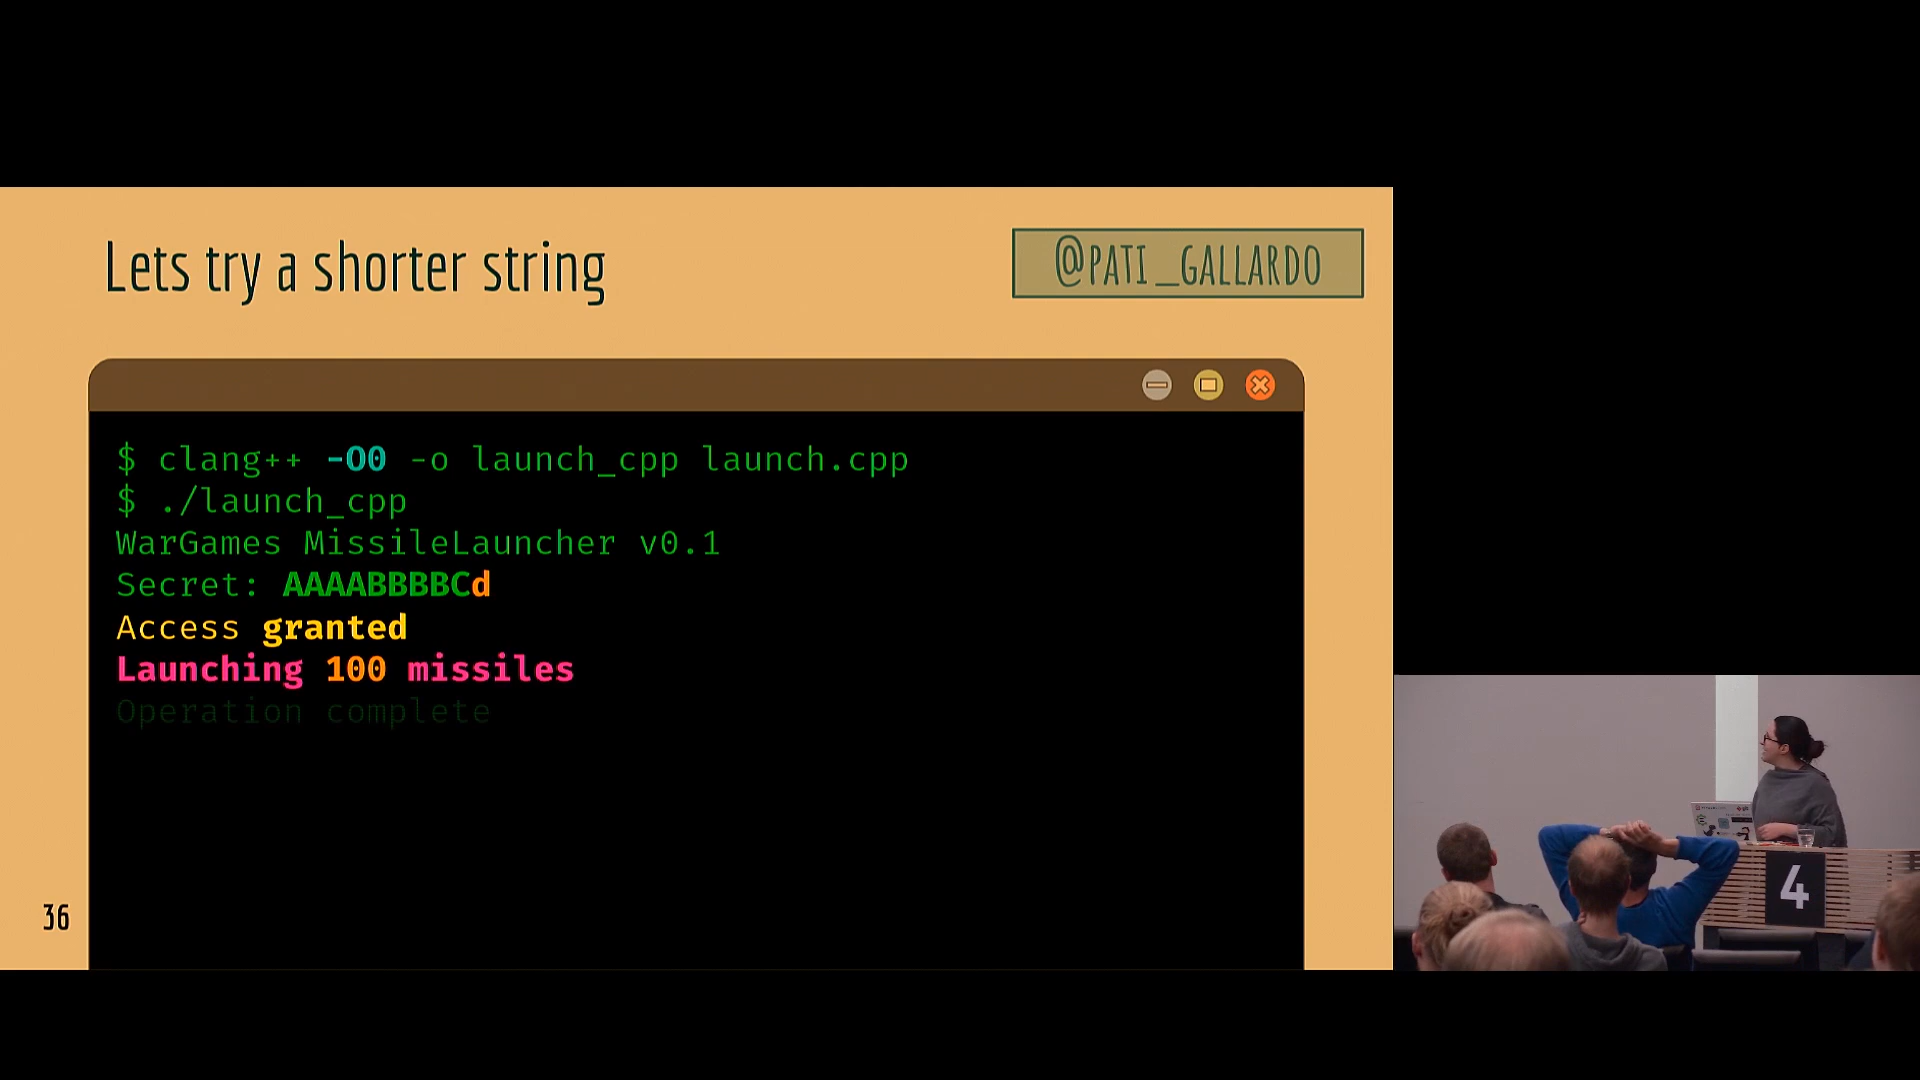 Lets try a shorter string
@PATI_GALLARDO
$ clang++ -O0 -o launch_cpp launch.cpp
$ ./launch_cpp
WarGames MissileLauncher v0.1
Secret: AAAABBBBCd
Access granted
Launching 100 missiles
Operation complete
36
4